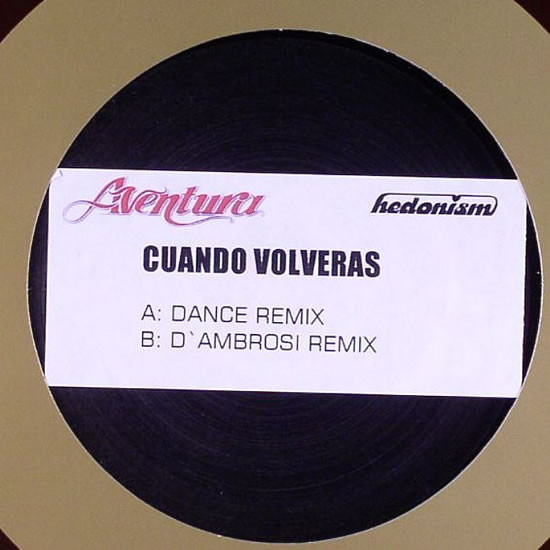 Aventura
hedonism
CUANDO VOLVERAS
A: DANCE REMIX
B: D`AMBROSI REMIX